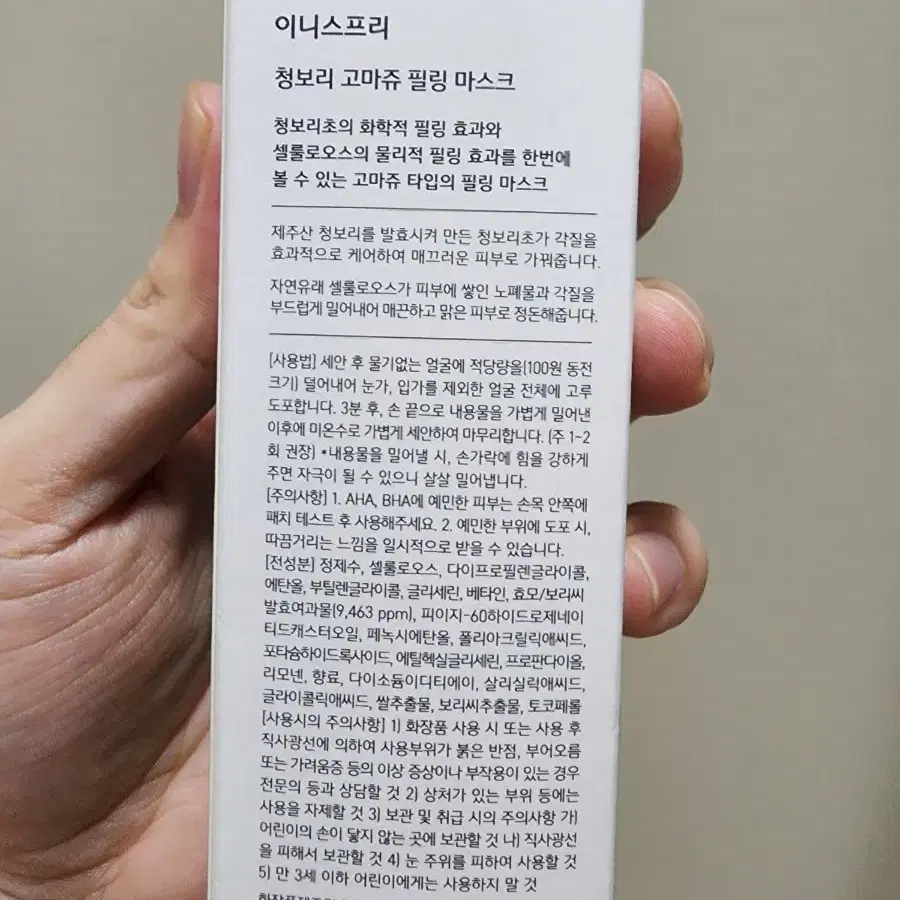 이니스프리
청보리 고마쥬 필링 마스크
청보리초의 화학적 필링 효과와
셀룰로오스의 물리적 필링 효과를 한번에
볼 수 있는 고마쥬 타입의 필링 마스크
제주산 청보리를 발효시켜 만든 청보리초가 각질을
효과적으로 케어하여 매끄러운 피부로 가꿔줍니다.
자연유래 셀룰로오스가 피부에 쌓인 노폐물과 각질을
부드럽게 밀어내어 매끈하고 맑은 피부로 정돈해줍니다.
[사용법] 세안 후 물기없는 얼굴에 적당량을(100원 동전
크기) 덜어내어 눈가, 입가를 제외한 얼굴 전체에 고루
도포합니다. 3분 후, 손 끝으로 내용물을 가볍게 밀어낸
이후에 미온수로 가볍게 세안하여 마무리합니다. (주 1-2
회 권장) *내용물을 밀어낼 시, 손가락에 힘을 강하게
주면 자극이 될 수 있으니 살살 밀어냅니다.
[주의사항] 1. AHA, BHA에 예민한 피부는 손목 안쪽에
패치 테스트 후 사용해주세요. 2. 예민한 부위에 도포 시,
따끔거리는 느낌을 일시적으로 받을 수 있습니다.
[전성분] 정제수, 셀룰로오스, 다이프로필렌글라이콜,
에탄올, 부틸렌글라이콜, 글리세린, 베타인, 효모/보리씨
발효여과물(9,463 ppm), 피이지-60하이드로제네이
티드캐스터오일, 페녹시에탄올, 폴리아크릴릭애씨드,
포타슘하이드록사이드, 에틸헥실글리세린, 프로판다이올,
리모넨, 향료, 다이소듐이디티에이, 살리실릭애씨드,
글라이콜릭애씨드, 쌀추출물, 보리씨추출물, 토코페롤
[사용시의 주의사항] 1) 화장품 사용 시 또는 사용 후
직사광선에 의하여 사용부위가 붉은 반점, 부어오름
또는 가려움증 등의 이상 증상이나 부작용이 있는 경우
전문의 등과 상담할 것 2) 상처가 있는 부위 등에는
사용을 자제할 것 3) 보관 및 취급 시의 주의사항 가)
어린이의 손이 닿지 않는 곳에 보관할 것 나) 직사광선
을 피해서 보관할 것 4) 눈 주위를 피하여 사용할 것
5) 만 3세 이하 어린이에게는 사용하지 말 것